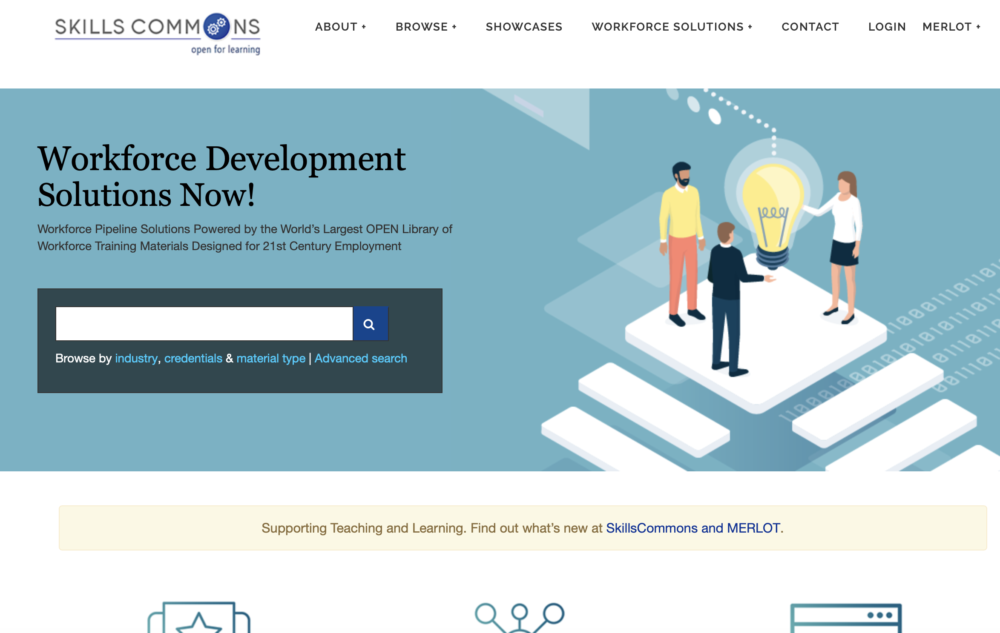 SKILLS COMMONS
open for learning
ABOUT +
BROWSE +
SHOWCASES
WORKFORCE SOLUTIONS +
CONTACT
LOGIN
MERLOT +
Workforce Development
Solutions Now!
Workforce Pipeline Solutions Powered by the World’s Largest OPEN Library of
Workforce Training Materials Designed for 21st Century Employment
Browse by industry, credentials & material type | Advanced search
Supporting Teaching and Learning. Find out what’s new at SkillsCommons and MERLOT.